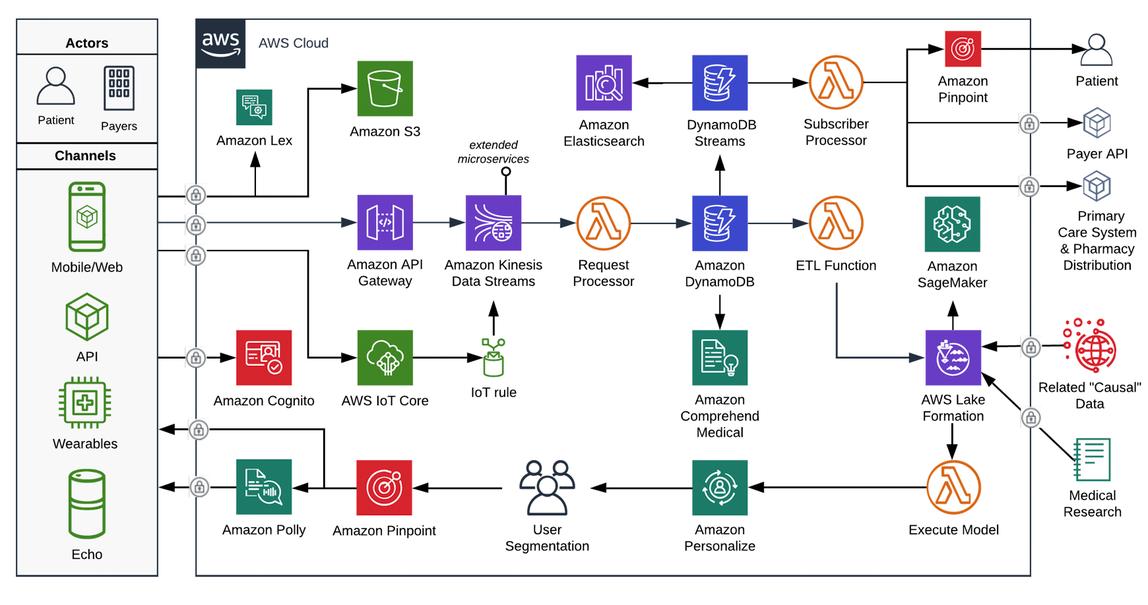 Actors
Patient
Payers
Channels
Mobile/Web
API
Wearables
Echo
aws
AWS Cloud
Amazon Lex
Amazon S3
extended
microservices
Amazon
Elasticsearch
DynamoDB
Streams
Subscriber
Processor
Amazon
Pinpoint
Patient
Payer API
Primary
Care System
& Pharmacy
Distribution
Amazon API
Gateway
Amazon Kinesis
Data Streams
Request
Processor
Amazon
DynamoDB
ETL Function
Amazon
SageMaker
Amazon Cognito
AWS IoT Core
IoT rule
Amazon
Comprehend
Medical
AWS Lake
Formation
Related "Causal"
Data
Medical
Research
Amazon Polly
Amazon Pinpoint
User
Segmentation
Amazon
Personalize
Execute Model